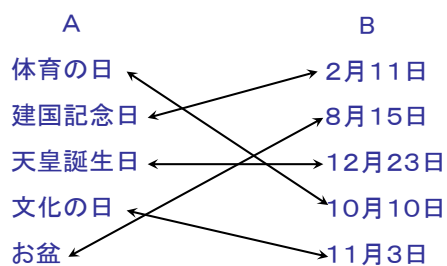 A B
体育の日 2月11日
建国記念日 8月15日
天皇誕生日 12月23日
文化の日 10月10日
お盆 11月3日